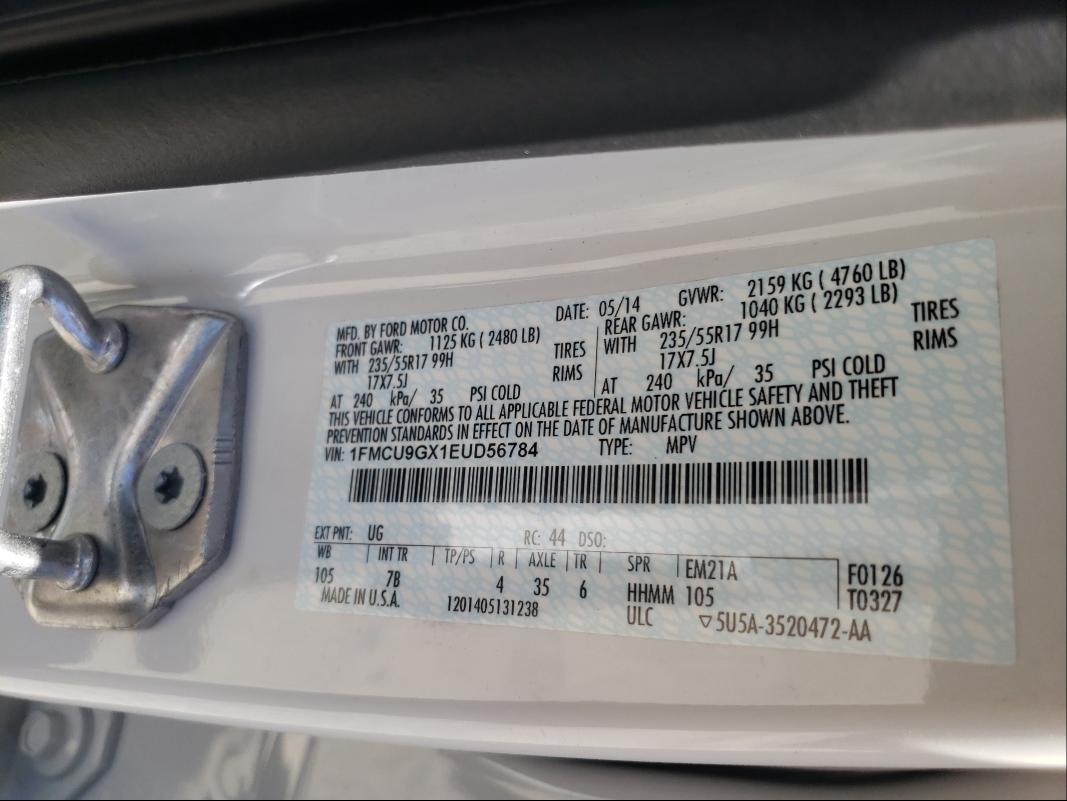 MFD. BY FORD MOTOR CO. DATE: 05/14 GVWR: 2159 KG ( 4760 LB)
FRONT GAWR: 1125 KG ( 2480 LB) REAR GAWR: 1040 KG ( 2293 LB)
WITH 235/55R17 99H TIRES WITH 235/55R17 99H TIRES
17X7.5J RIMS 17X7.5J RIMS
AT 240 kPa/ 35 PSI COLD AT 240 kPa/ 35 PSI COLD
THIS VEHICLE CONFORMS TO ALL APPLICABLE FEDERAL MOTOR VEHICLE SAFETY AND THEFT
PREVENTION STANDARDS IN EFFECT ON THE DATE OF MANUFACTURE SHOWN ABOVE.
VIN: 1FMCU9GX1EUD56784 TYPE: MPV
EXT PNT: UG RC: 44 DSO:
WB INT TR TP/PS R AXLE TR SPR EM21A F0126
105 7B 4 35 6 HHMM 105 T0327
MADE IN U.S.A. 1201405131238 ULC ▽5U5A-3520472-AA